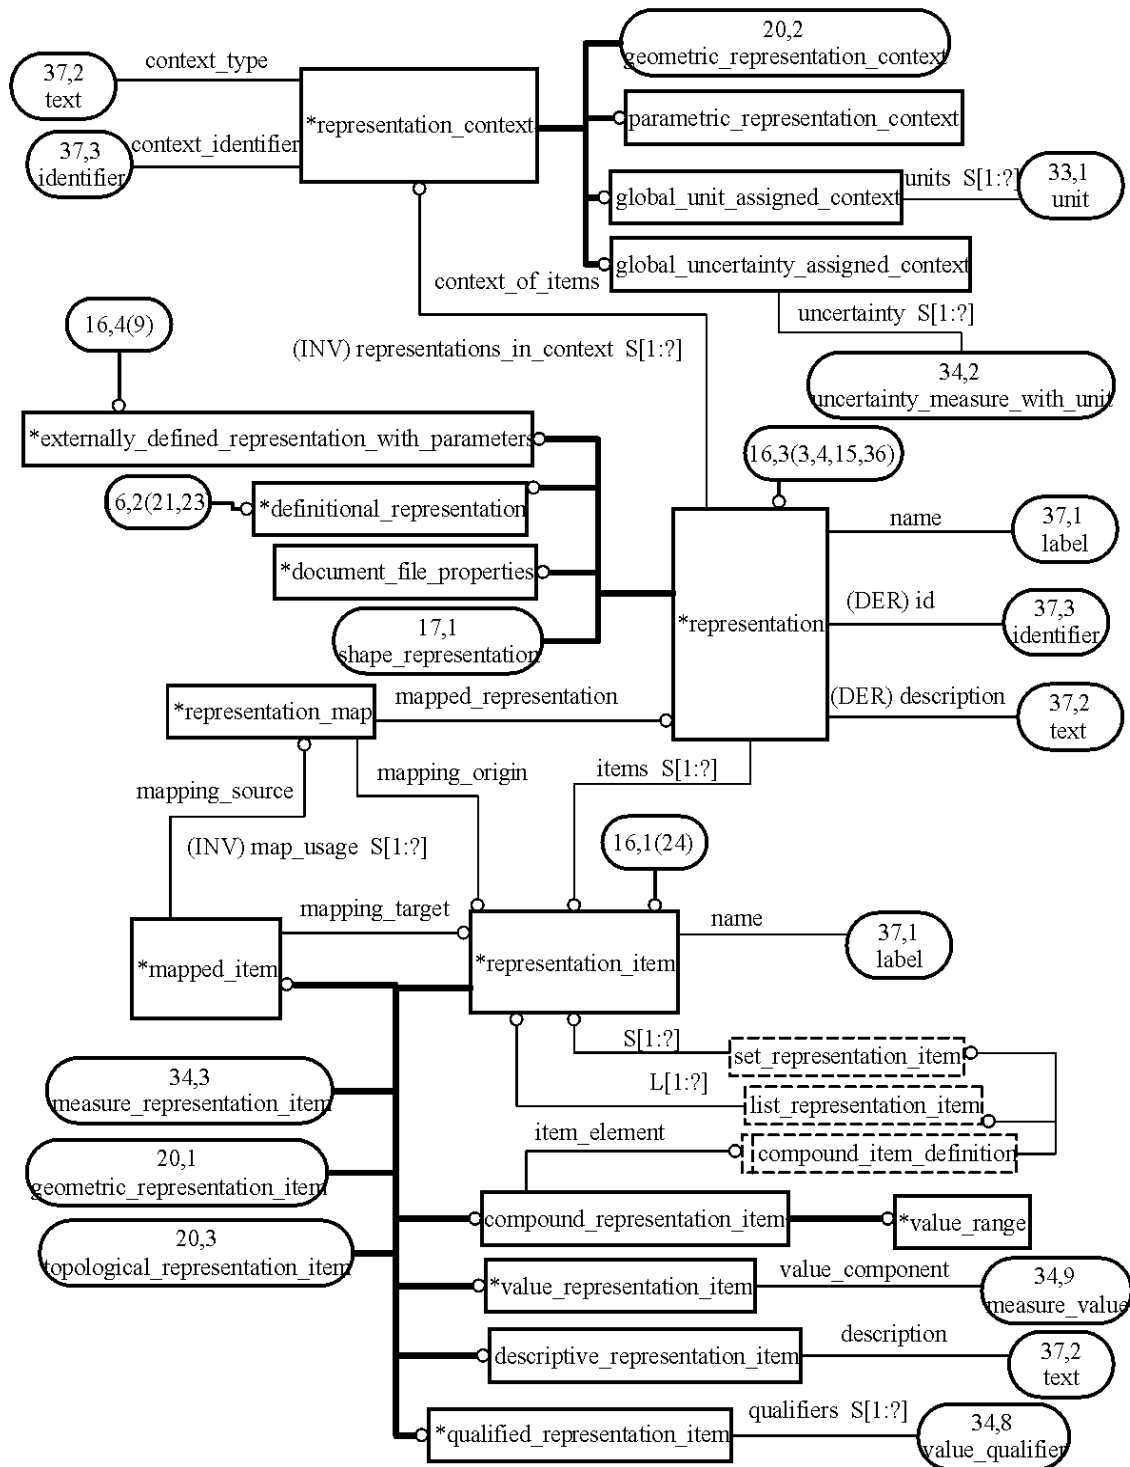 20,2
geometric_representation_context
context_type
37,2
text
*representation_context
parametric_representation_context
context_identifier
37,3
identifier
units S[1:?]
33,1
unit
global_unit_assigned_context
global_uncertainty_assigned_context
context_of_items
uncertainty S[1:?]
16,4(9)
(INV) representations_in_context S[1:?]
34,2
uncertainty_measure_with_unit
*externally_defined_representation_with_parameters
16,3(3,4,15,36)
6,2(21,23
*definitional_representation
name
37,1
label
*document_file_properties
(DER) id
37,3
identifier
17,1
shape_representation
*representation
mapped_representation
(DER) description
37,2
text
*representation_map
mapping_origin
items S[1:?]
mapping_source
(INV) map_usage S[1:?]
16,1(24)
mapping_target
name
37,1
label
*mapped_item
*representation_item
S[1:?]
set_representation_item
34,3
measure_representation_item
L[1:?]
list_representation_item
item_element
compound_item_definition
20,1
geometric_representation_item
compound_representation_item
*value_range
20,3
topological_representation_item
value_component
*value_representation_item
34,9
measure_value
description
descriptive_representation_item
37,2
text
qualifiers S[1:?]
*qualified_representation_item
34,8
value_qualifier